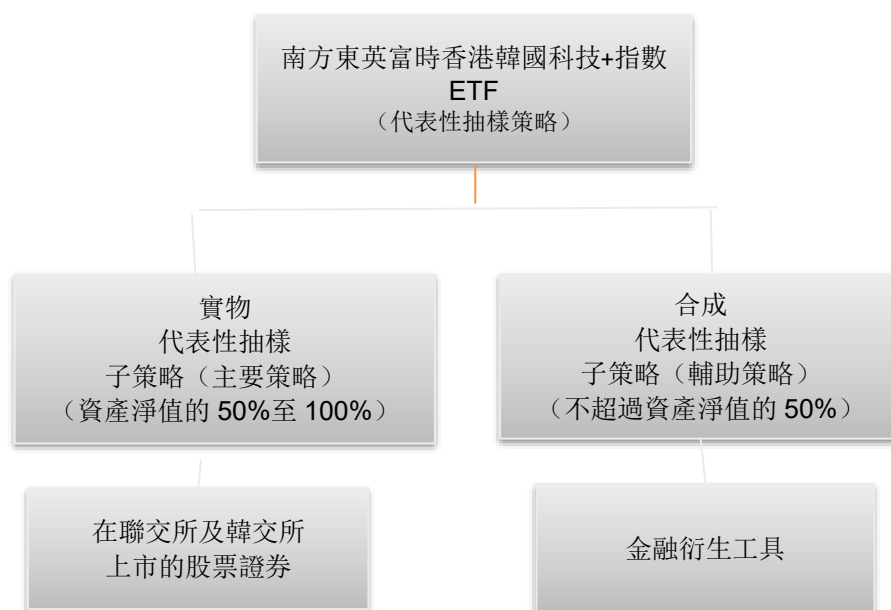 南方東英富時香港韓國科技+指數
ETF
（代表性抽樣策略）
實物
代表性抽樣
子策略（主要策略）
（資產淨值的 50%至 100%）
合成
代表性抽樣
子策略（輔助策略）
（不超過資產淨值的 50%）
在聯交所及韓交所
上市的股票證券
金融衍生工具